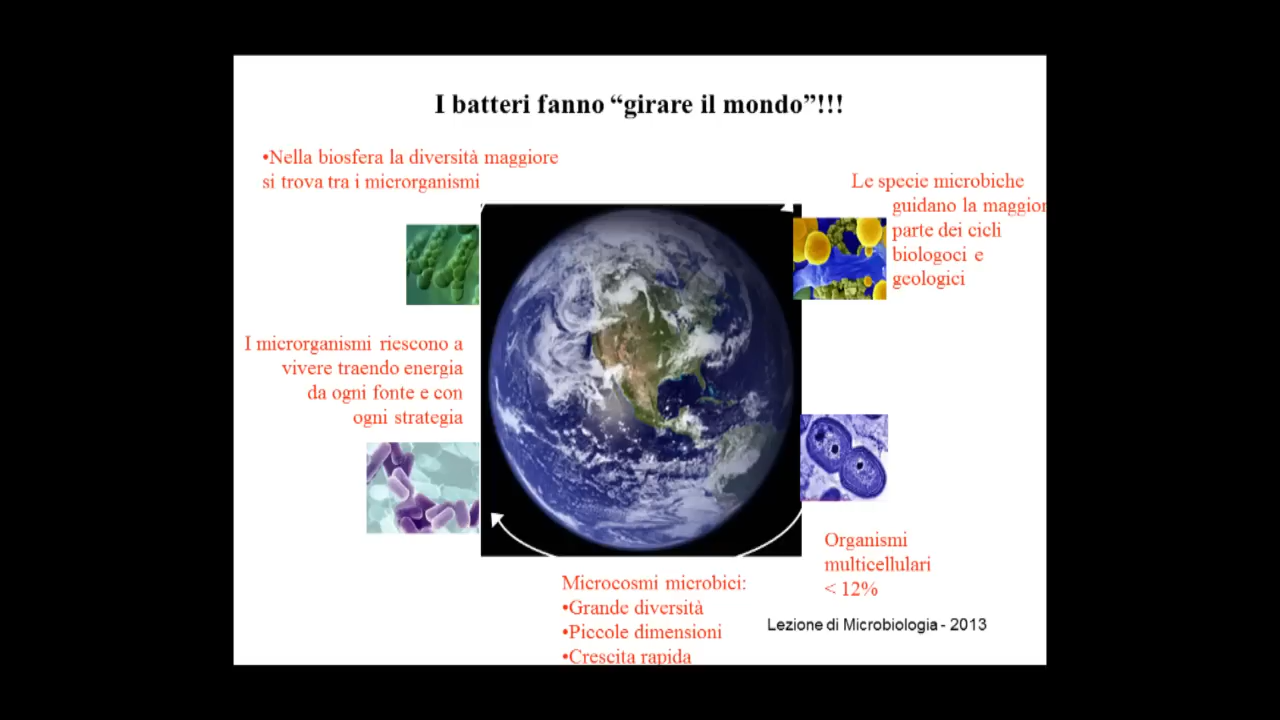 I batteri fanno “girare il mondo”!!!
•Nella biosfera la diversità maggiore
si trova tra i microrganismi
Le specie microbiche
guidano la maggior
parte dei cicli
biologoci e
geologici
I microrganismi riescono a
vivere traendo energia
da ogni fonte e con
ogni strategia
Organismi
multicellulari
< 12%
Microcosmi microbici:
•Grande diversità
•Piccole dimensioni
•Crescita rapida
Lezione di Microbiologia - 2013